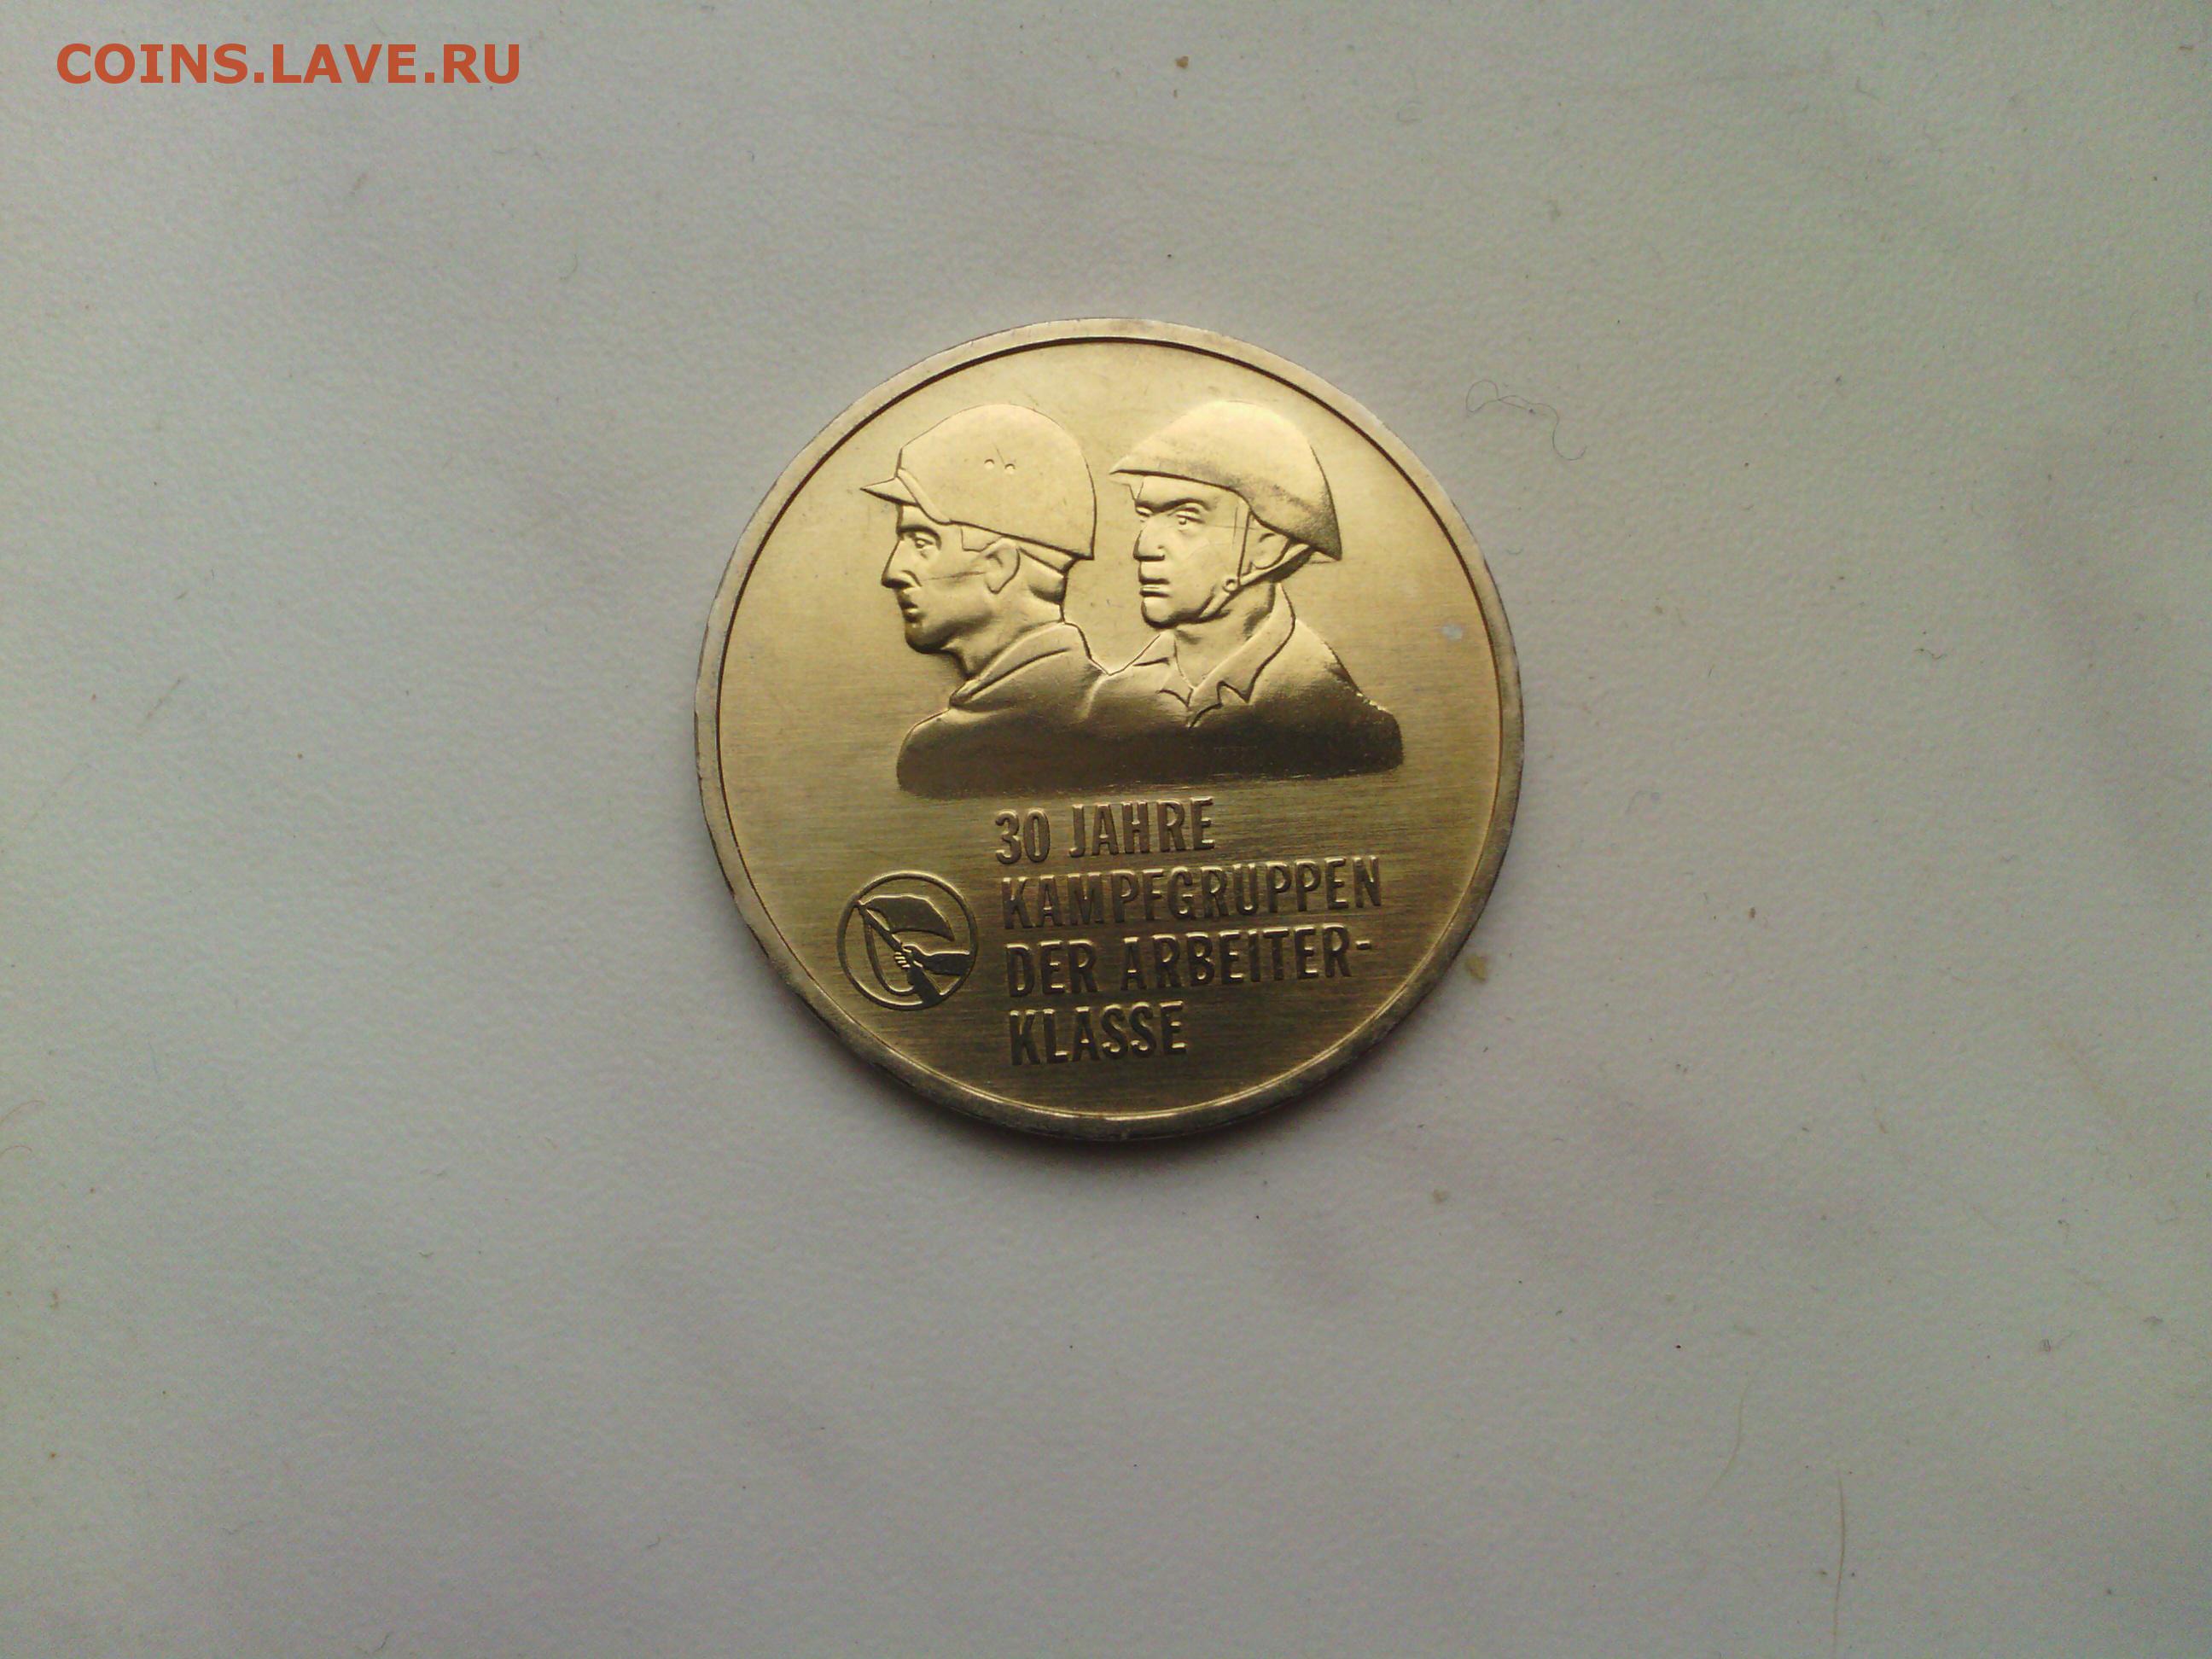 COINS.LAVE.RU
30 JAHRE
KAMPFGRUPPEN
DER ARBEITER-
KLASSE